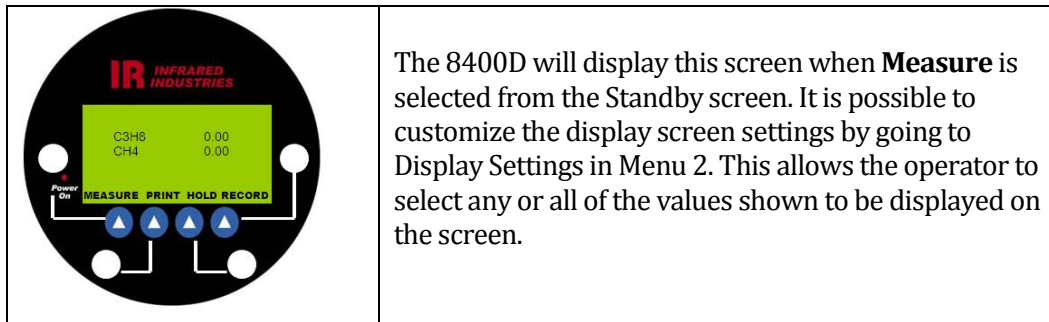 IR INFRARED
INDUSTRIES
C3H8 0.00
CH4 0.00
Power
On
MEASURE PRINT HOLD RECORD
The 8400D will display this screen when Measure is
selected from the Standby screen. It is possible to
customize the display screen settings by going to
Display Settings in Menu 2. This allows the operator to
select any or all of the values shown to be displayed on
the screen.